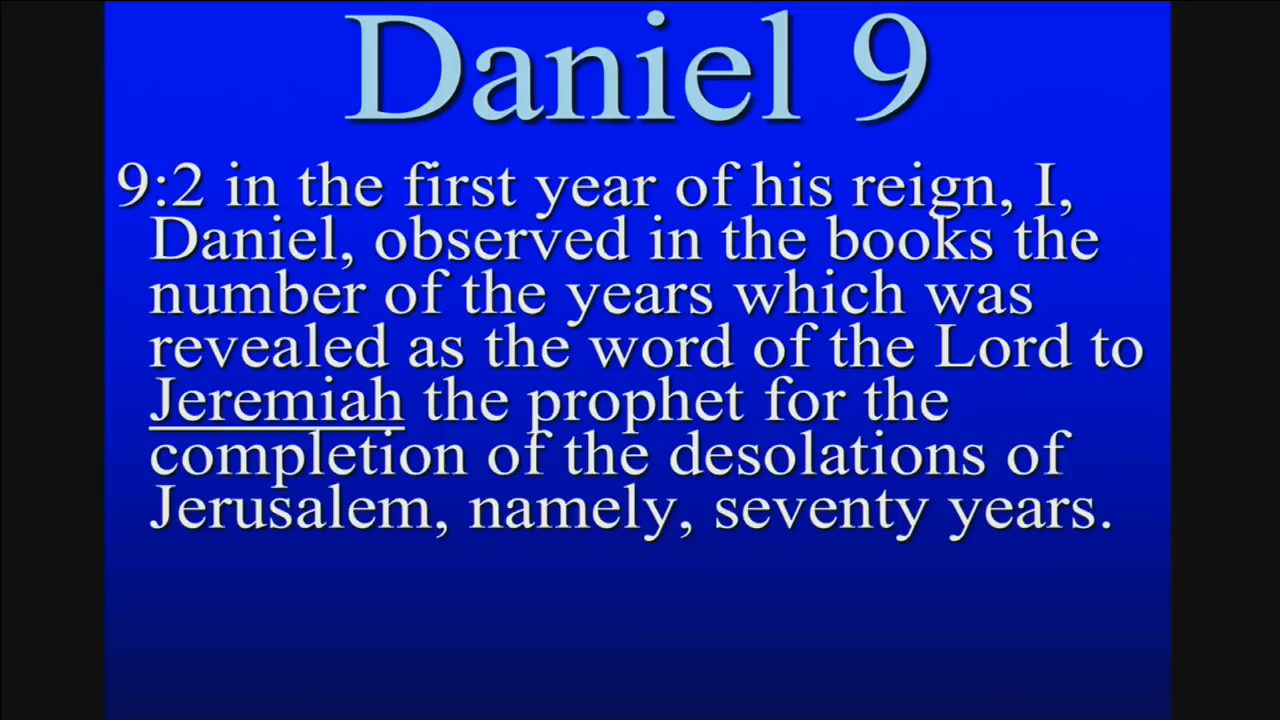 Daniel 9
9:2 in the first year of his reign, I,
Daniel, observed in the books the
number of the years which was
revealed as the word of the Lord to
Jeremiah the prophet for the
completion of the desolations of
Jerusalem, namely, seventy years.